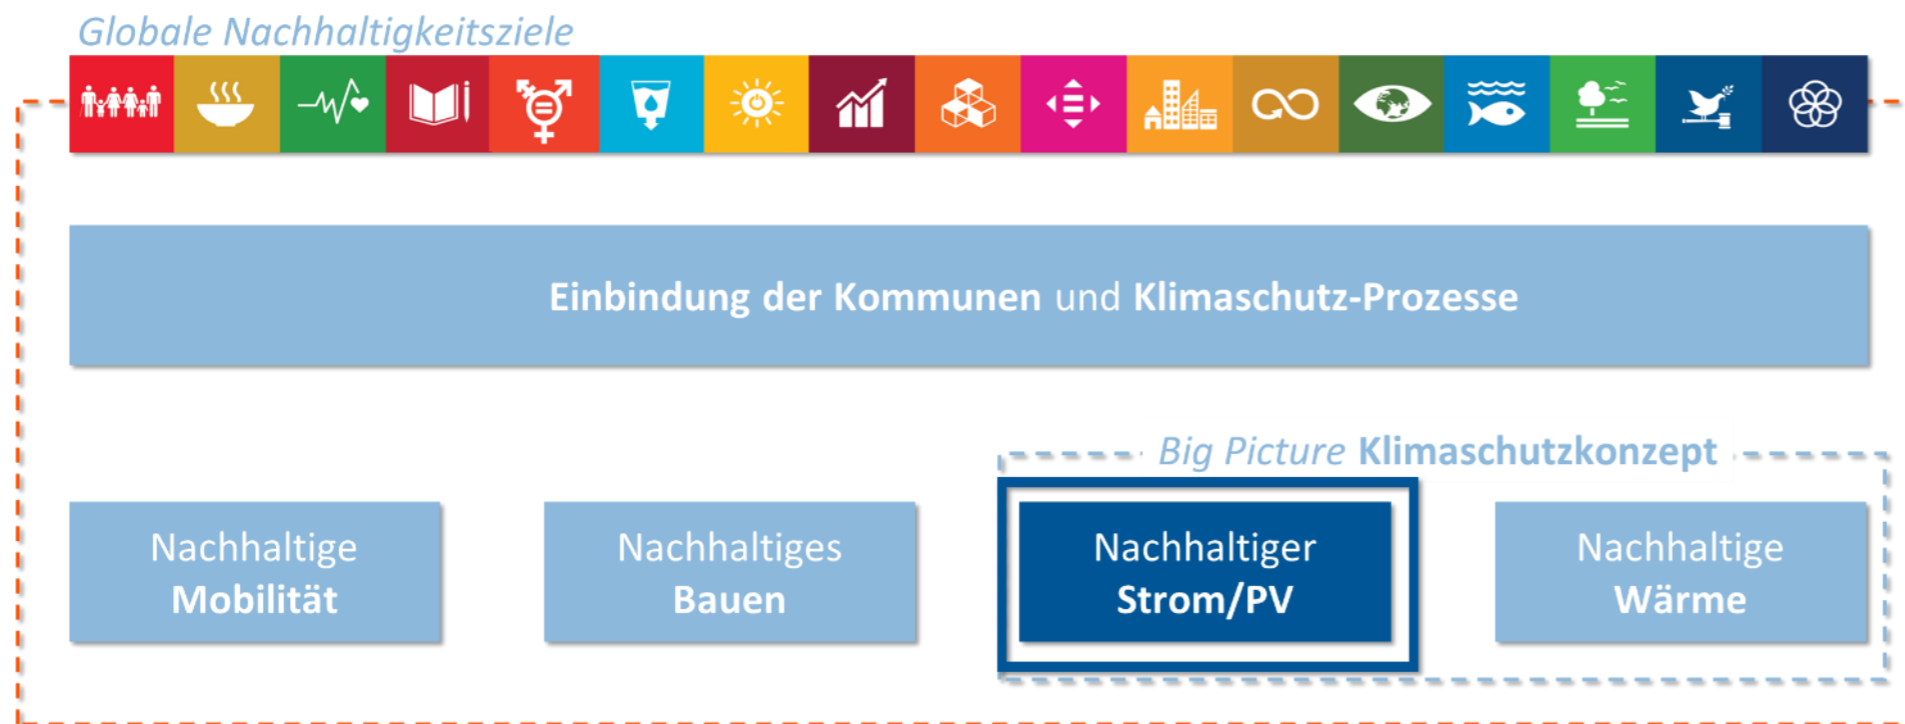 Globale Nachhaltigkeitsziele
Einbindung der Kommunen und Klimaschutz-Prozesse
Big Picture Klimaschutzkonzept
Nachhaltige
Mobilität
Nachhaltiges
Bauen
Nachhaltiger
Strom/PV
Nachhaltige
Wärme